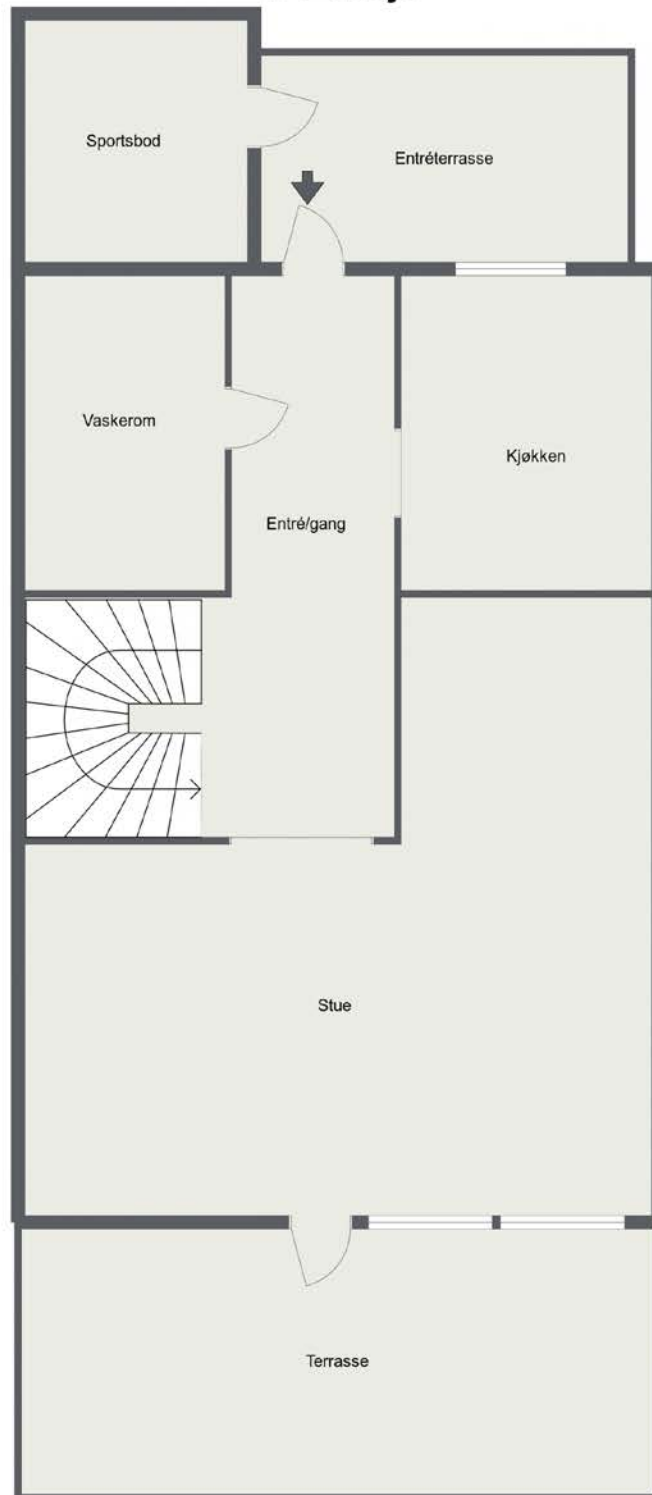 Sportsbod
Entréterrasse
Vaskerom
Kjøkken
Entré/gang
Stue
Terrasse